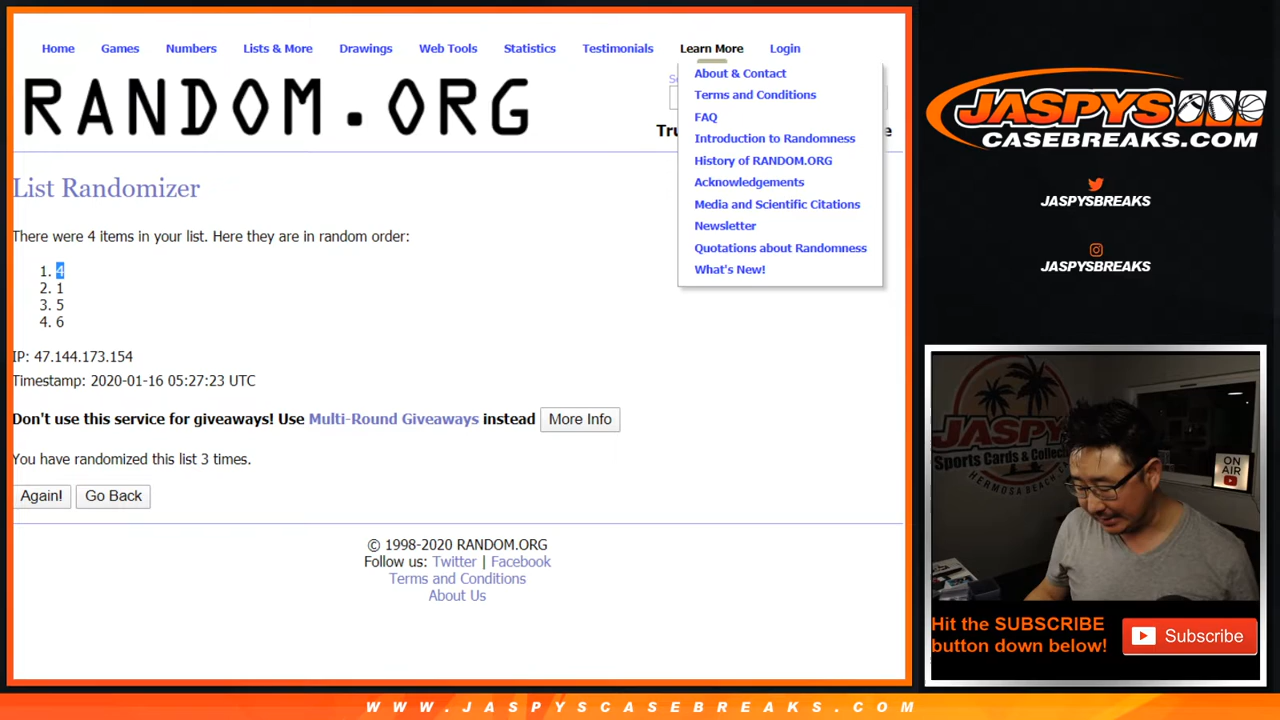 Home Games Numbers Lists & More Drawings Web Tools Statistics Testimonials Learn More Login
RANDOM.ORG
About & Contact
Terms and Conditions
FAQ
Introduction to Randomness
History of RANDOM.ORG
Acknowledgements
Media and Scientific Citations
Newsletter
Quotations about Randomness
What's New!
List Randomizer
There were 4 items in your list. Here they are in random order:
1. 4
2. 1
3. 5
4. 6
IP: 47.144.173.154
Timestamp: 2020-01-16 05:27:23 UTC
Don't use this service for giveaways! Use Multi-Round Giveaways instead More Info
You have randomized this list 3 times.
Again! Go Back
© 1998-2020 RANDOM.ORG
Follow us: Twitter | Facebook
Terms and Conditions
About Us
JASPYS
CASEBREAKS.COM
JASPYSBREAKS
JASPYSBREAKS
JASPYS
Sports Cards & Collec
HERMOSA BEACH
ON
AIR
Hit the SUBSCRIBE
button down below!
Subscribe
WWW.JASPYSCASEBREAKS.COM